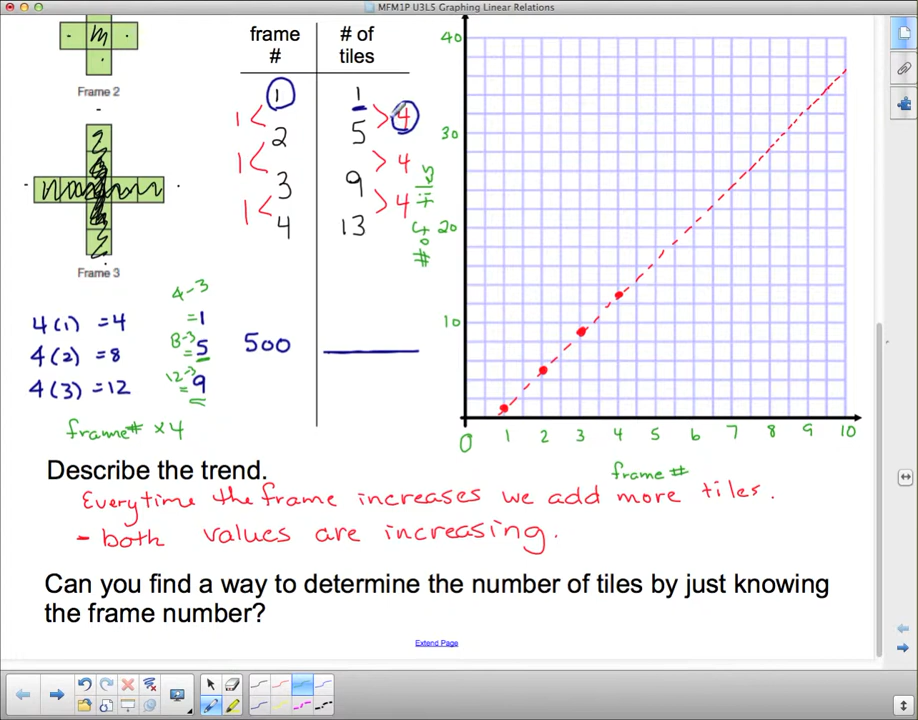 MFM1P U3LS Graphing Linear Relations
m
Frame 2
Frame 3
frame # of
# tiles
1 1
1 4
2 5
1 4
3 9
1 4
4 13
500
4(1) =4
4(2) =8
4(3) =12
4-3
=1
8-3
=5
12-3
=9
frame# ×4
40
30
20
10
# of tiles
0 1 2 3 4 5 6 7 8 9 10
frame #
Describe the trend.
Everytime the frame increases we add more tiles.
- both values are increasing.
Can you find a way to determine the number of tiles by just knowing
the frame number?
Extend Page